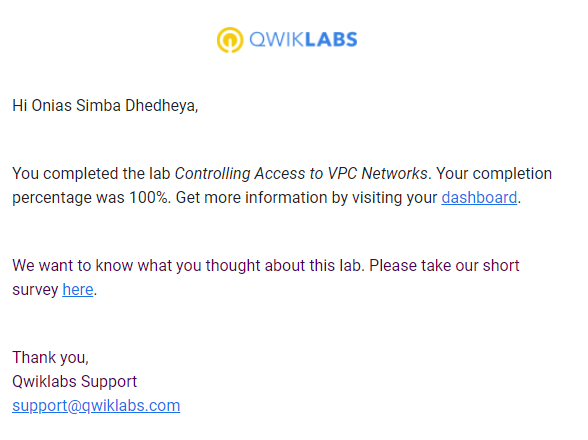 QWIKLABS
Hi Onias Simba Dhedheya,
You completed the lab Controlling Access to VPC Networks. Your completion
percentage was 100%. Get more information by visiting your dashboard.
We want to know what you thought about this lab. Please take our short
survey here.
Thank you,
Qwiklabs Support
support@qwiklabs.com